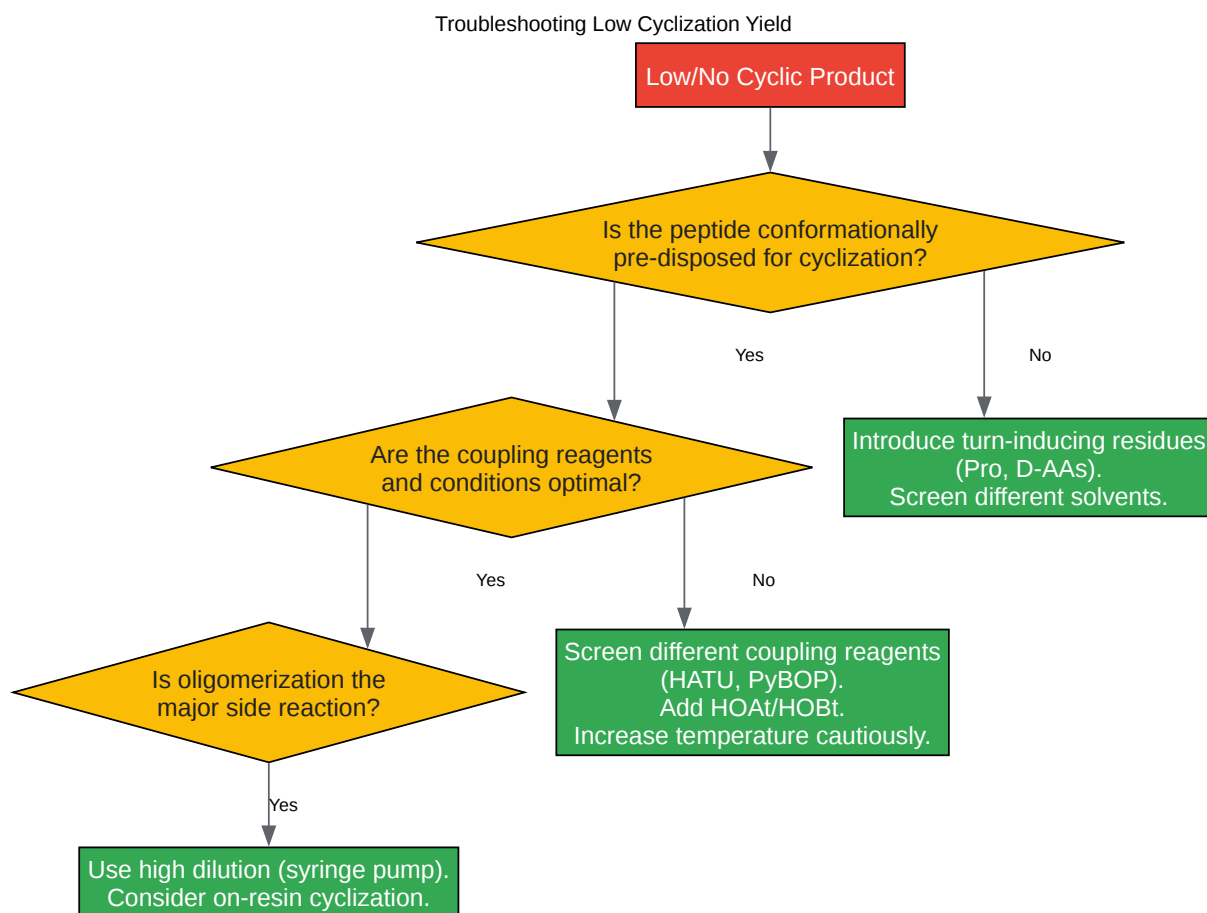 Troubleshooting Low Cyclization Yield
Low/No Cyclic Product
Is the peptide conformationally
pre-disposed for cyclization?
Yes
No
Are the coupling reagents
and conditions optimal?
Introduce turn-inducing residues
(Pro, D-AAs).
Screen different solvents.
Yes
No
Is oligomerization the
major side reaction?
Screen different coupling reagents
(HATU, PyBOP).
Add HOAt/HOBt.
Increase temperature cautiously.
Yes
Use high dilution (syringe pump).
Consider on-resin cyclization.